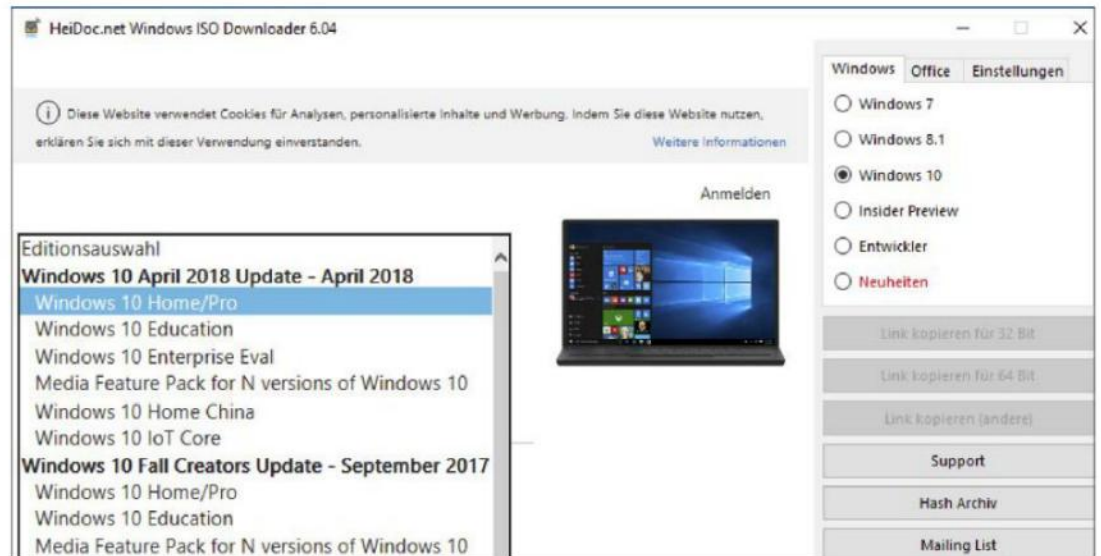 HeiDoc.net Windows ISO Downloader 6.04
Windows
Office
Einstellungen
Diese Website verwendet Cookies für Analysen, personalisierte Inhalte und Werbung. Indem Sie diese Website nutzen,
erklären Sie sich mit dieser Verwendung einverstanden.
Weitere Informationen
Anmelden
Editionsauswahl
Windows 10 April 2018 Update - April 2018
Windows 10 Home/Pro
Windows 10 Education
Windows 10 Enterprise Eval
Media Feature Pack for N versions of Windows 10
Windows 10 Home China
Windows 10 IoT Core
Windows 10 Fall Creators Update - September 2017
Windows 10 Home/Pro
Windows 10 Education
Media Feature Pack for N versions of Windows 10
Windows 7
Windows 8.1
Windows 10
Insider Preview
Entwickler
Neuheiten
Link kopieren für 32 Bit
Link kopieren für 64 Bit
Link kopieren (andere)
Support
Hash Archiv
Mailing List